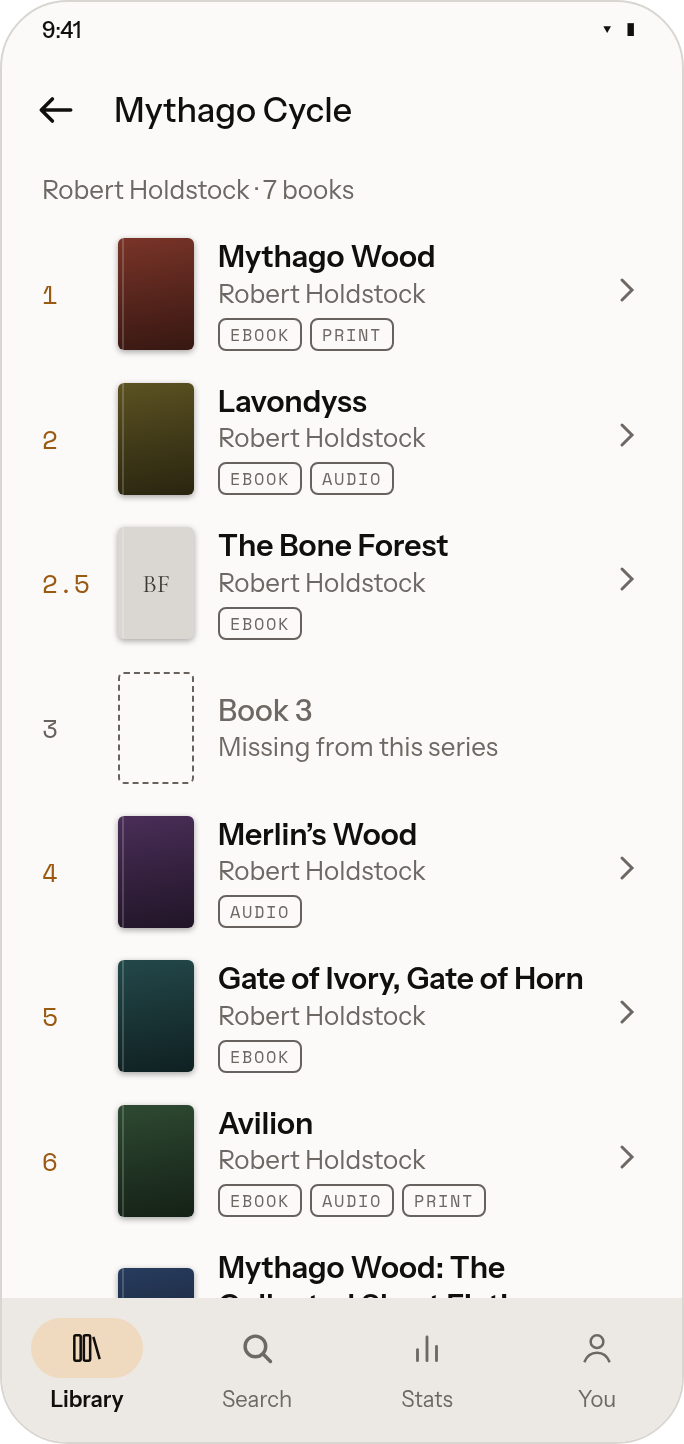 9:41
Mythago Cycle
Robert Holdstock · 7 books
1
Mythago Wood
Robert Holdstock
EBOOK PRINT
2
Lavondyss
Robert Holdstock
EBOOK AUDIO
2.5
BF
The Bone Forest
Robert Holdstock
EBOOK
3
Book 3
Missing from this series
4
Merlin’s Wood
Robert Holdstock
AUDIO
5
Gate of Ivory, Gate of Horn
Robert Holdstock
EBOOK
6
Avilion
Robert Holdstock
EBOOK AUDIO PRINT
Mythago Wood: The
Library
Search
Stats
You